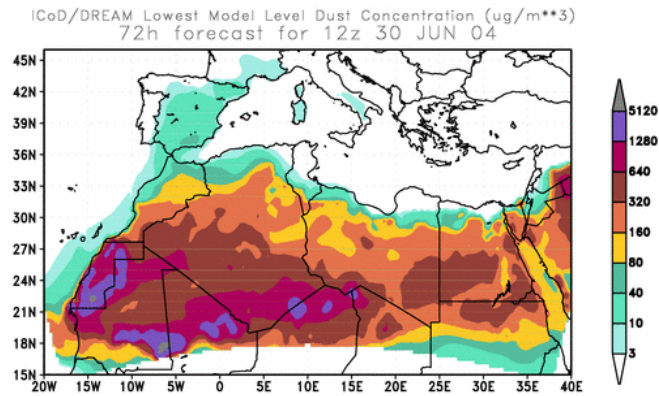 ICoD/DREAM Lowest Model Level Dust Concentration (ug/m**3)
72h forecast for 12z 30 JUN 04
45N
42N
39N
36N
33N
30N
27N
24N
21N
18N
15N
20W 15W 10W 5W 0 5E 10E 15E 20E 25E 30E 35E 40E
5120
1280
640
320
160
80
40
10
3